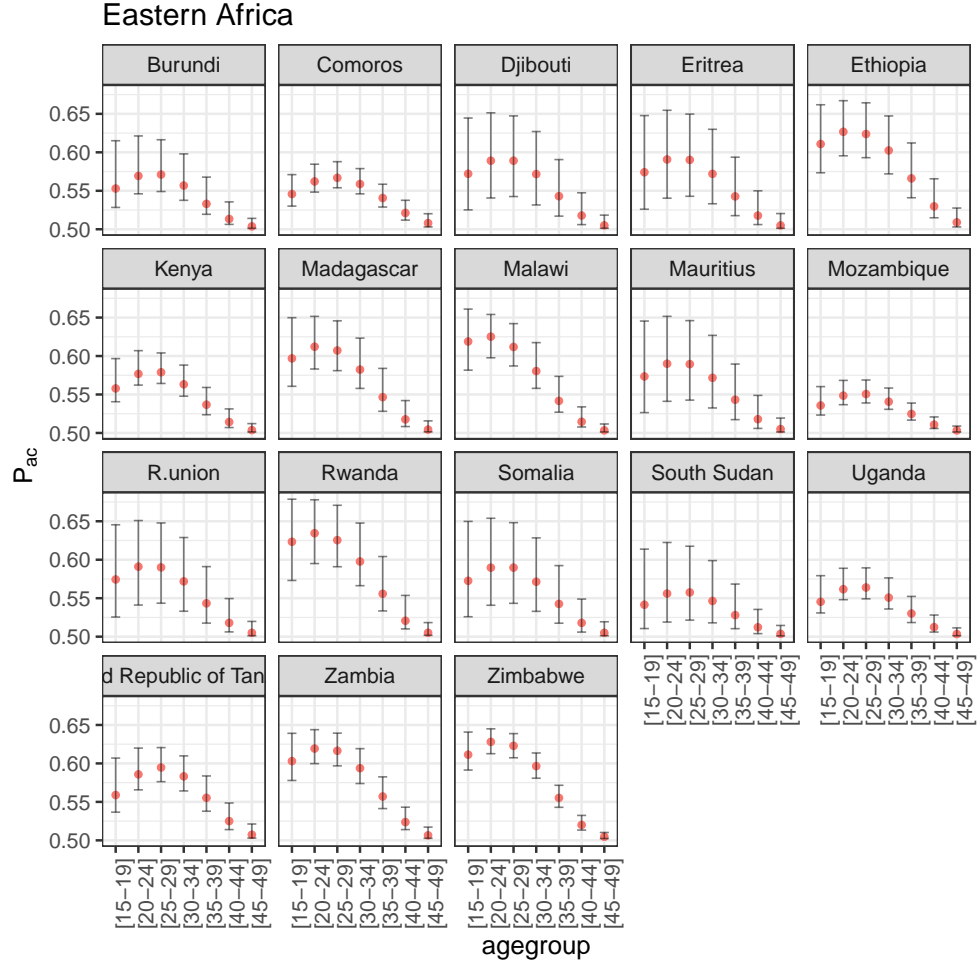 Eastern Africa
Burundi Comoros Djibouti Eritrea Ethiopia
0.65
0.60
0.55
0.50
Kenya Madagascar Malawi Mauritius Mozambique
0.65
0.60
0.55
0.50
P_ac
R.union Rwanda Somalia South Sudan Uganda
0.65
0.60
0.55
0.50
[15−19] [20−24] [25−29] [30−34] [35−39] [40−44] [45−49] [15−19] [20−24] [25−29] [30−34] [35−39] [40−44] [45−49]
d Republic of Tan Zambia Zimbabwe
0.65
0.60
0.55
0.50
[15−19] [20−24] [25−29] [30−34] [35−39] [40−44] [45−49] [15−19] [20−24] [25−29] [30−34] [35−39] [40−44] [45−49] [15−19] [20−24] [25−29] [30−34] [35−39] [40−44] [45−49]
agegroup